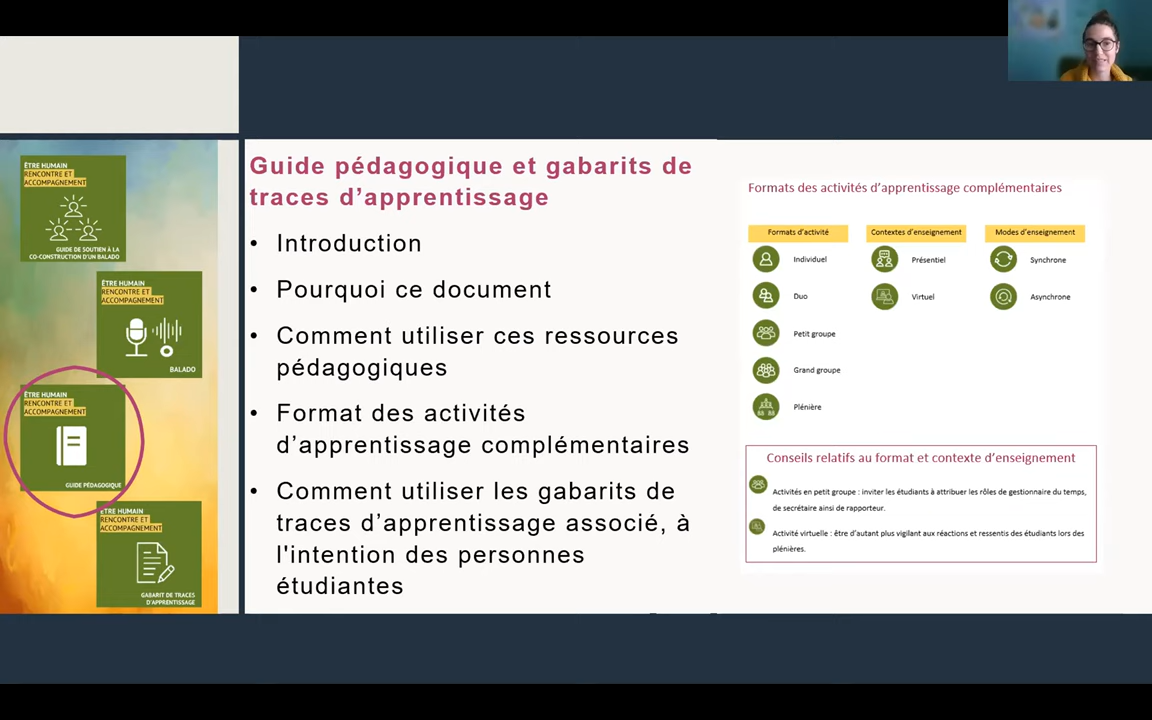 ÊTRE HUMAIN
RENCONTRE ET
ACCOMPAGNEMENT
GUIDE DE SOUTIEN À LA
CO-CONSTRUCTION D'UN BALADO
ÊTRE HUMAIN
RENCONTRE ET
ACCOMPAGNEMENT
BALADO
ÊTRE HUMAIN
RENCONTRE ET
ACCOMPAGNEMENT
GUIDE PÉDAGOGIQUE
ÊTRE HUMAIN
RENCONTRE ET
ACCOMPAGNEMENT
GABARIT DE TRACES
D'APPRENTISSAGE
Guide pédagogique et gabarits de
traces d'apprentissage
• Introduction
• Pourquoi ce document
• Comment utiliser ces ressources
pédagogiques
• Format des activités
d'apprentissage complémentaires
• Comment utiliser les gabarits de
traces d'apprentissage associé, à
l'intention des personnes
étudiantes
Formats des activités d'apprentissage complémentaires
Formats d'activité
Individuel
Duo
Petit groupe
Grand groupe
Plénière
Contextes d'enseignement
Présentiel
Virtuel
Modes d'enseignement
Synchrone
Asynchrone
Conseils relatifs au format et contexte d'enseignement
Activités en petit groupe : inviter les étudiants à attribuer les rôles de gestionnaire du temps,
de secrétaire ainsi de rapporteur.
Activité virtuelle : être d'autant plus vigilant aux réactions et ressentis des étudiants lors des
plénières.